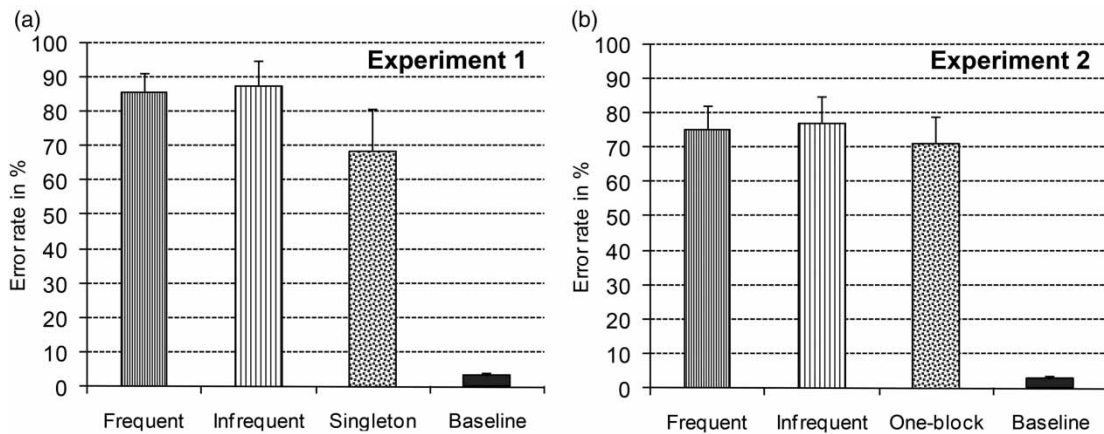 (a)
Experiment 1
Error rate in %
100
90
80
70
60
50
40
30
20
10
0
Frequent Infrequent Singleton Baseline
(b)
Experiment 2
Error rate in %
100
90
80
70
60
50
40
30
20
10
0
Frequent Infrequent One-block Baseline